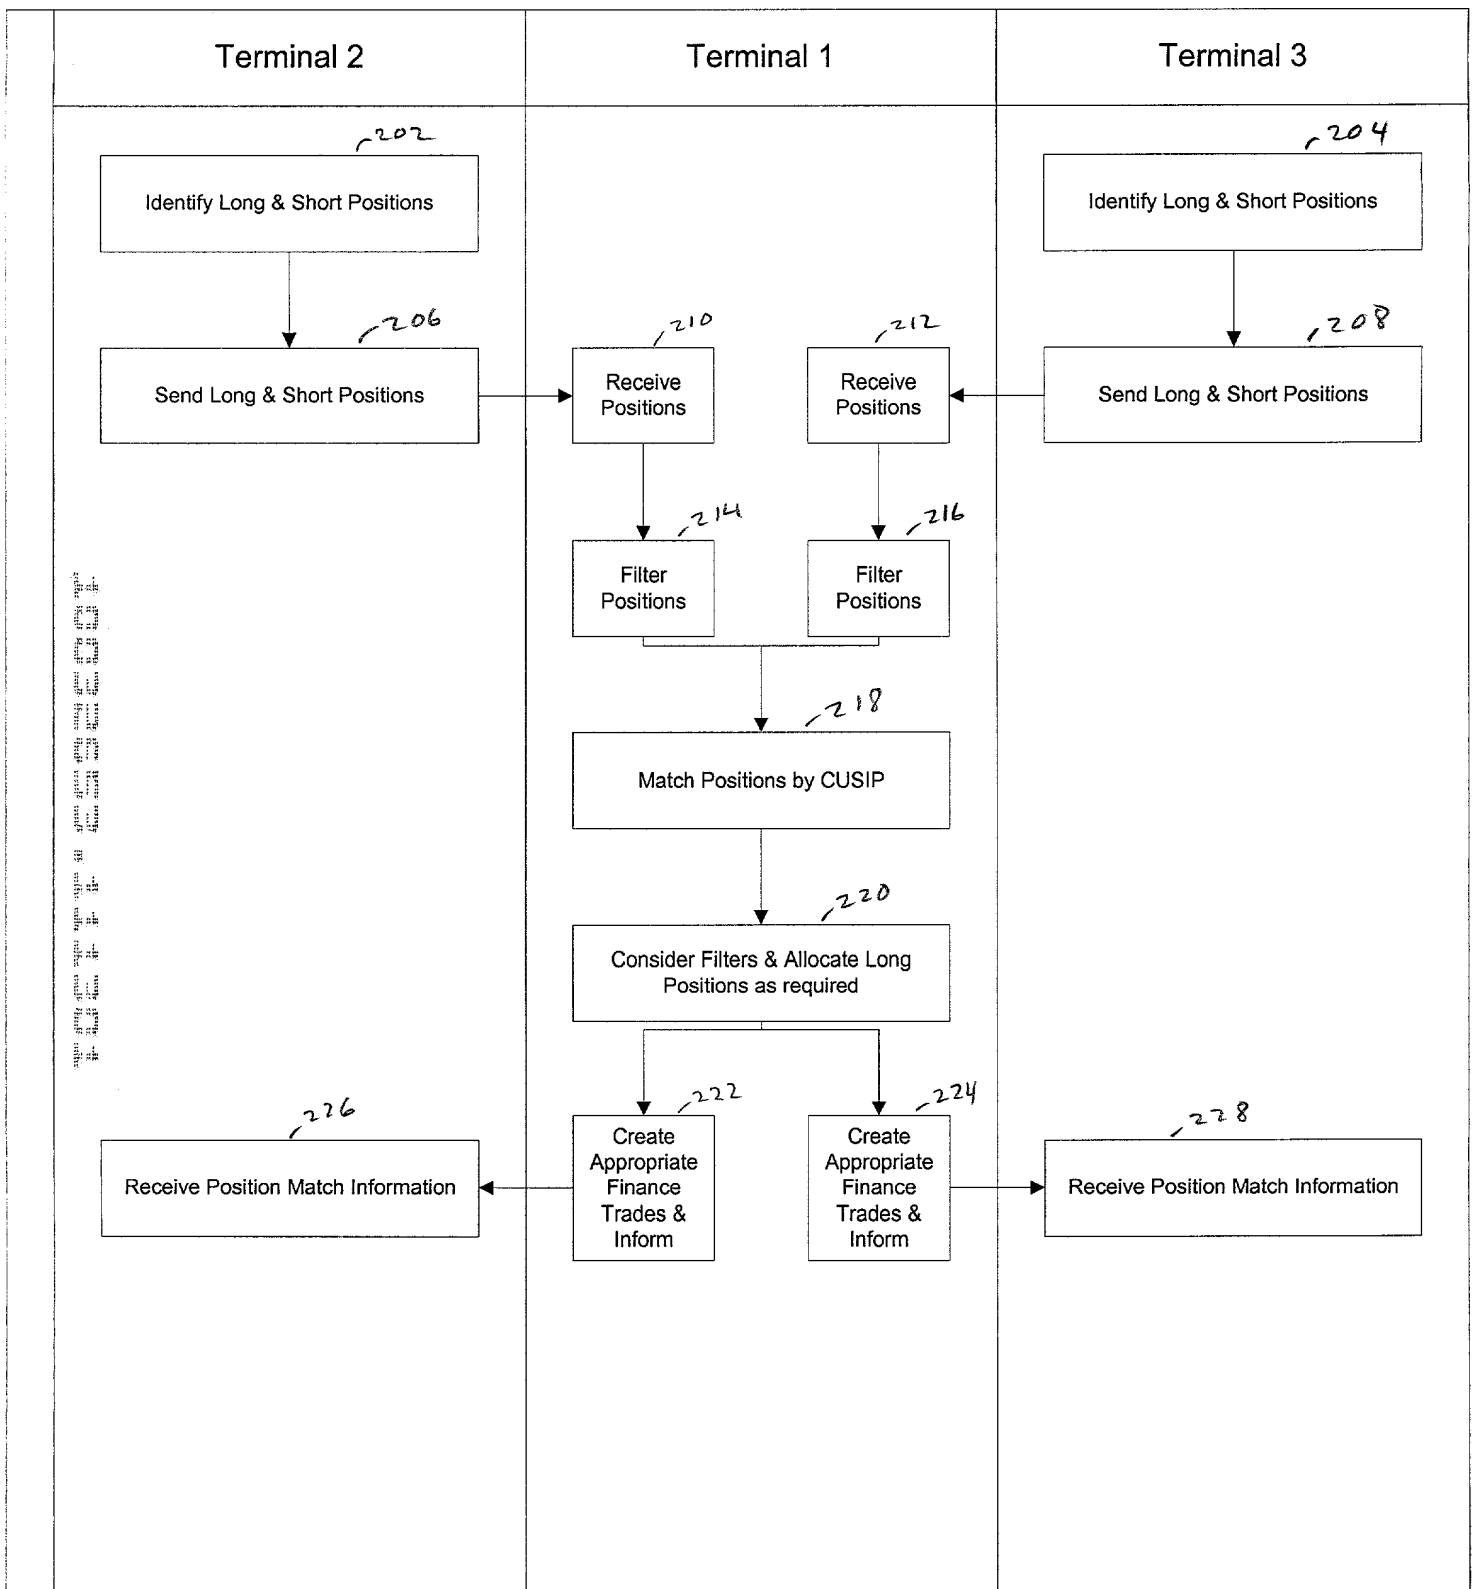 Terminal 2
Terminal 1
Terminal 3
202
204
Identify Long & Short Positions
Identify Long & Short Positions
206
210
212
208
Send Long & Short Positions
Receive
Positions
Receive
Positions
Send Long & Short Positions
214
216
Filter
Positions
Filter
Positions
218
Match Positions by CUSIP
220
Consider Filters & Allocate Long
Positions as required
222
224
226
228
Receive Position Match Information
Create
Appropriate
Finance
Trades &
Inform
Create
Appropriate
Finance
Trades &
Inform
Receive Position Match Information